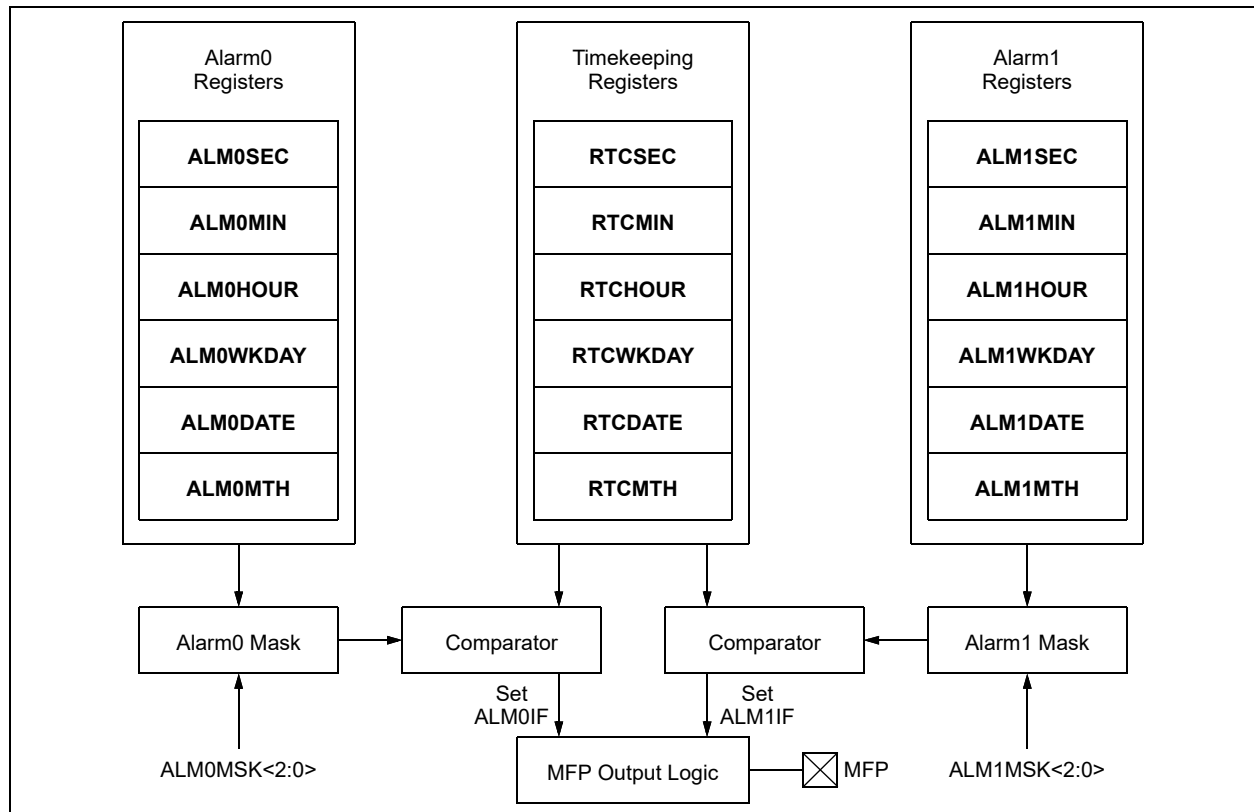 Alarm0
Registers
ALM0SEC
ALM0MIN
ALM0HOUR
ALM0WKDAY
ALM0DATE
ALM0MTH
Timekeeping
Registers
RTCSEC
RTCMIN
RTCHOUR
RTCWKDAY
RTCDATE
RTCMTH
Alarm1
Registers
ALM1SEC
ALM1MIN
ALM1HOUR
ALM1WKDAY
ALM1DATE
ALM1MTH
Alarm0 Mask
Comparator
Comparator
Alarm1 Mask
Set
ALM0IF
Set
ALM1IF
ALM0MSK<2:0>
MFP Output Logic
MFP
ALM1MSK<2:0>